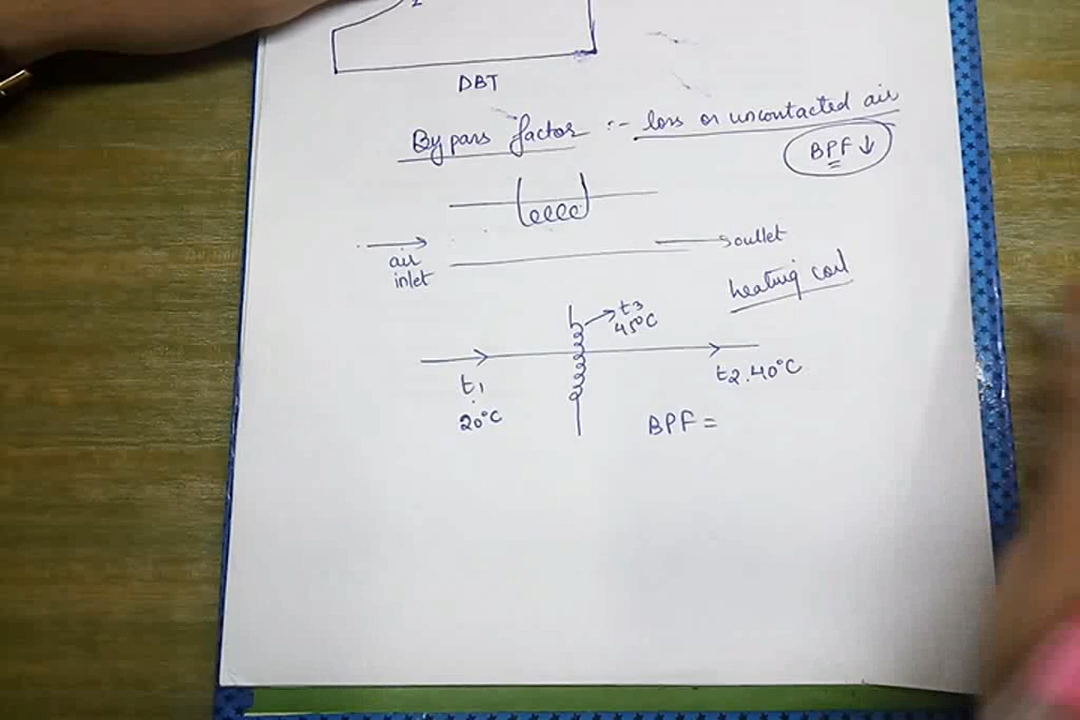 2
DBT
By pass factor :- loss or uncontacted air
BPF ↓
air
inlet
outlet
heating coil
t3
45°C
t1
20°C
t2.40°C
BPF =